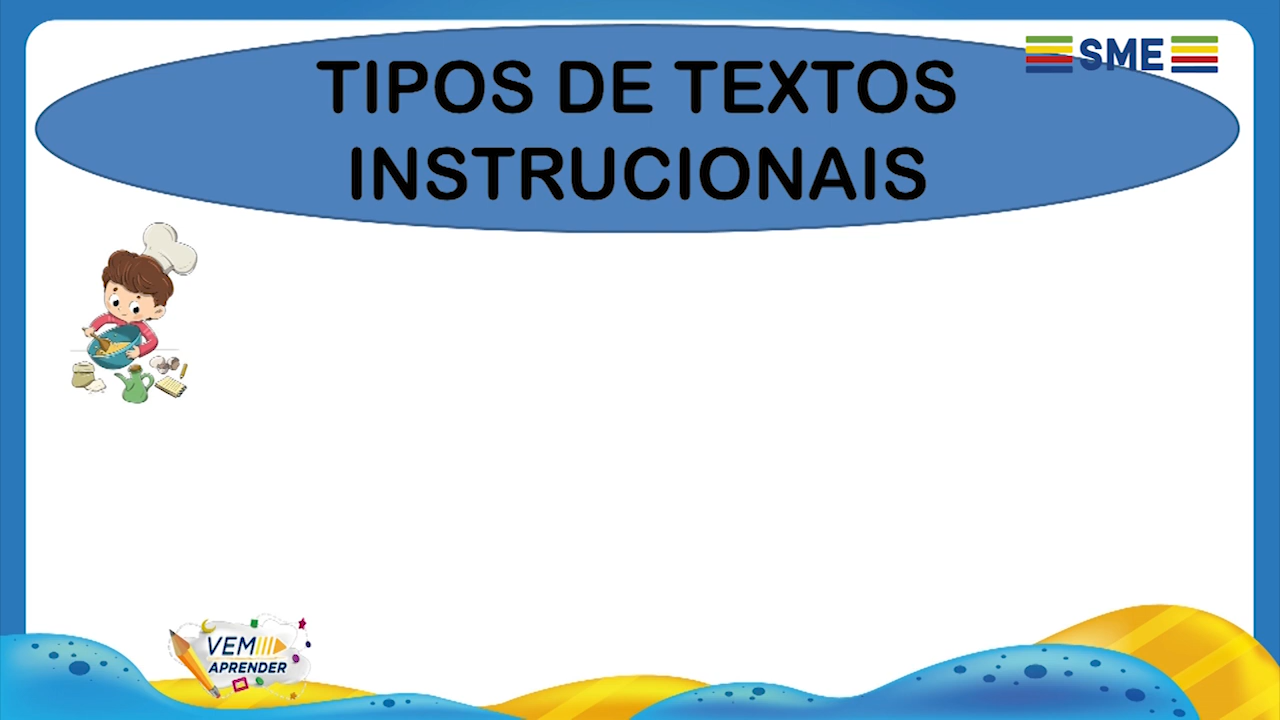 SME
TIPOS DE TEXTOS
INSTRUCIONAIS
VEM
APRENDER